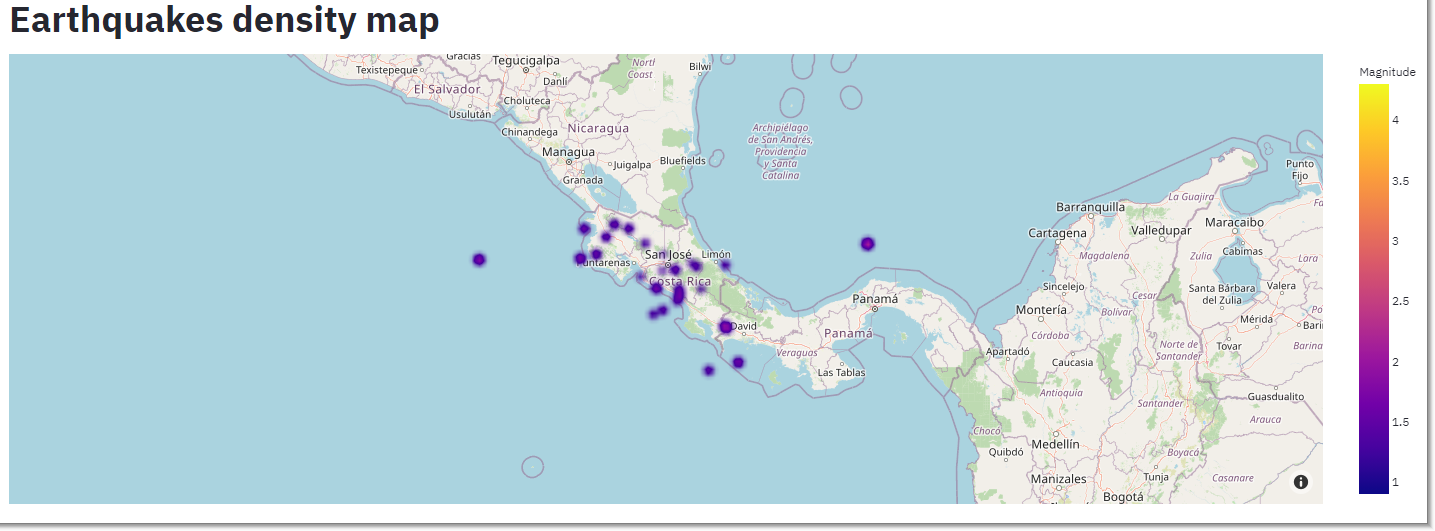 Earthquakes density map
Gracias
Tegucigalpa
North
Coast
Bilwi
Texistepeque
Danlí
El Salvador
Choluteca
Usulután
Chinandega
Nicaragua
Managua
Juigalpa
Bluefields
Granada
Archipiélago
de San Andrés,
Providencia
y Santa
Catalina
Punto
Fijo
La Guajira
Barranquilla
Maracaibo
Cartagena
Valledupar
Cabimas
Magdalena
Zulia
Lara
San José
Limón
Puntarenas
Costa Rica
Sincelejo
Santa Bárbara
del Zulia
Valera
Cesar
Panamá
Montería
Bolívar
Mérida
David
Panamá
Córdoba
Norte de
Santander
Tovar
Veraguas
Apartadó
Caucasia
Las Tablas
Antioquia
Guasdualito
Santander
Arauca
Chocó
Medellín
Quibdó
Boyacá
Manizales
Tunja
Casanare
Bogotá
Magnitude
4
3.5
3
2.5
2
1.5
1